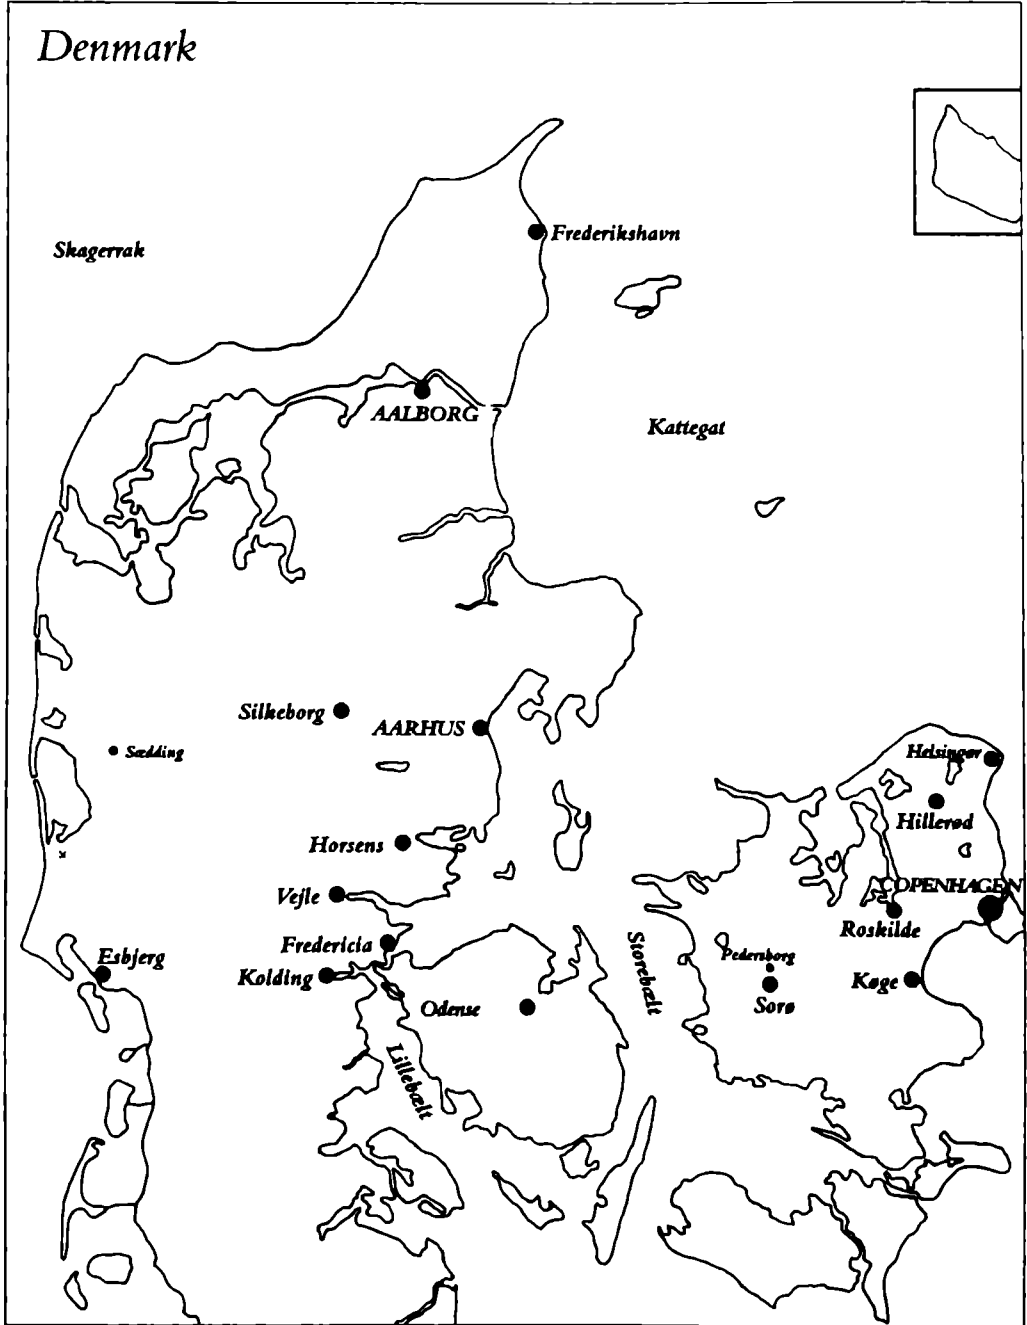 Denmark
Frederikshavn
Skagerrak
AALBORG
Kattegat
Silkeborg
AARHUS
Sædding
Helsingør
Hillerød
Horsens
COPENHAGEN
Vejle
Roskilde
Fredericia
Storebælt
Pedersborg
Esbjerg
Kolding
Køge
Odense
Sorø
Lillebælt